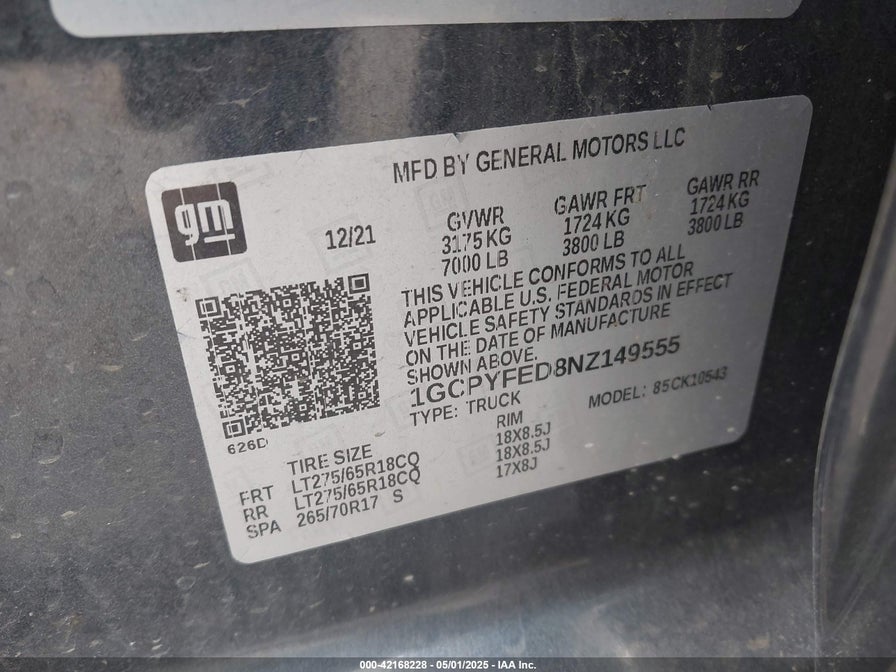 MFD BY GENERAL MOTORS LLC
gm
12/21
GVWR
3175 KG
7000 LB
GAWR FRT
1724 KG
3800 LB
GAWR RR
1724 KG
3800 LB
THIS VEHICLE CONFORMS TO ALL
APPLICABLE U.S. FEDERAL MOTOR
VEHICLE SAFETY STANDARDS IN EFFECT
ON THE DATE OF MANUFACTURE
SHOWN ABOVE.
1GCPYFED8NZ149555
TYPE: TRUCK
MODEL: 85CK10543
626D
TIRE SIZE RIM
FRT LT275/65R18CQ 18X8.5J
RR LT275/65R18CQ 18X8.5J
SPA 265/70R17 S 17X8J
000-42168228 - 05/01/2025 - IAA Inc.